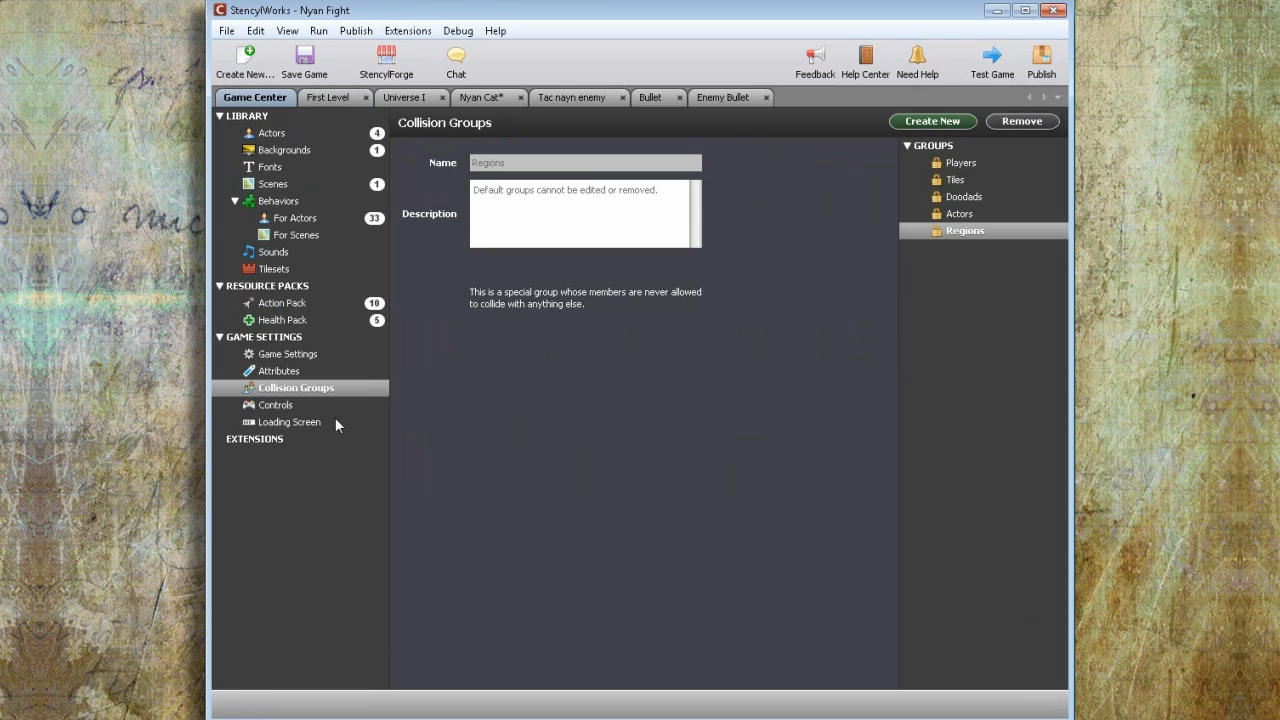 StencylWorks - Nyan Fight
File Edit View Run Publish Extensions Debug Help
Create New... Save Game StencylForge Chat Feedback Help Center Need Help Test Game Publish
Game Center First Level Universe I Nyan Cat* Tac nayn enemy Bullet Enemy Bullet
LIBRARY
Actors 4
Backgrounds 1
Fonts
Scenes 1
Behaviors
For Actors 33
For Scenes
Sounds
Tilesets
RESOURCE PACKS
Action Pack 10
Health Pack 5
GAME SETTINGS
Game Settings
Attributes
Collision Groups
Controls
Loading Screen
EXTENSIONS
Collision Groups
Create New Remove
Name Regions
Description Default groups cannot be edited or removed.
This is a special group whose members are never allowed
to collide with anything else.
GROUPS
Players
Tiles
Doodads
Actors
Regions